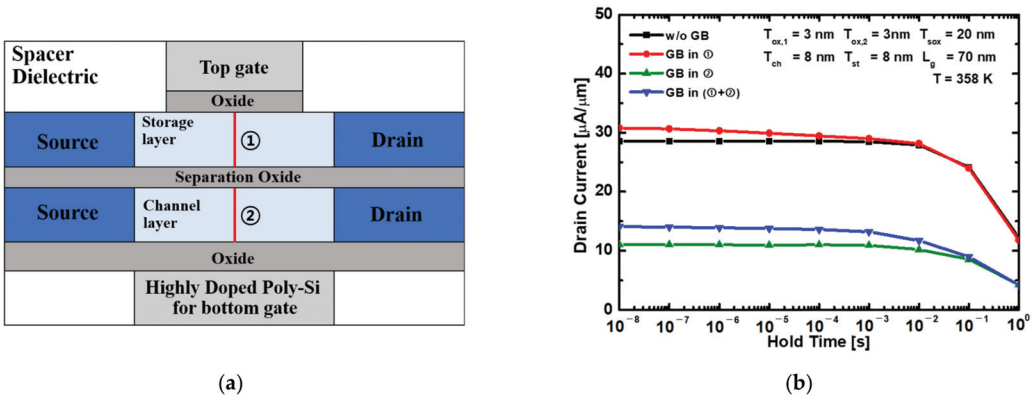 Spacer
Dielectric
Top gate
Oxide
Source
Storage
layer
①
Drain
Separation Oxide
Source
Channel
layer
②
Drain
Oxide
Highly Doped Poly-Si
for bottom gate
(a)
(b)
Drain Current [μA/μm]
50
40
30
20
10
0
w/o GB
GB in ①
GB in ②
GB in (①+②)
Tox,1 = 3 nm Tox,2 = 3nm Tsox = 20 nm
Tch = 8 nm Tst = 8 nm Lg = 70 nm
T = 358 K
10⁻⁸ 10⁻⁷ 10⁻⁶ 10⁻⁵ 10⁻⁴ 10⁻³ 10⁻² 10⁻¹ 10⁰
Hold Time [s]